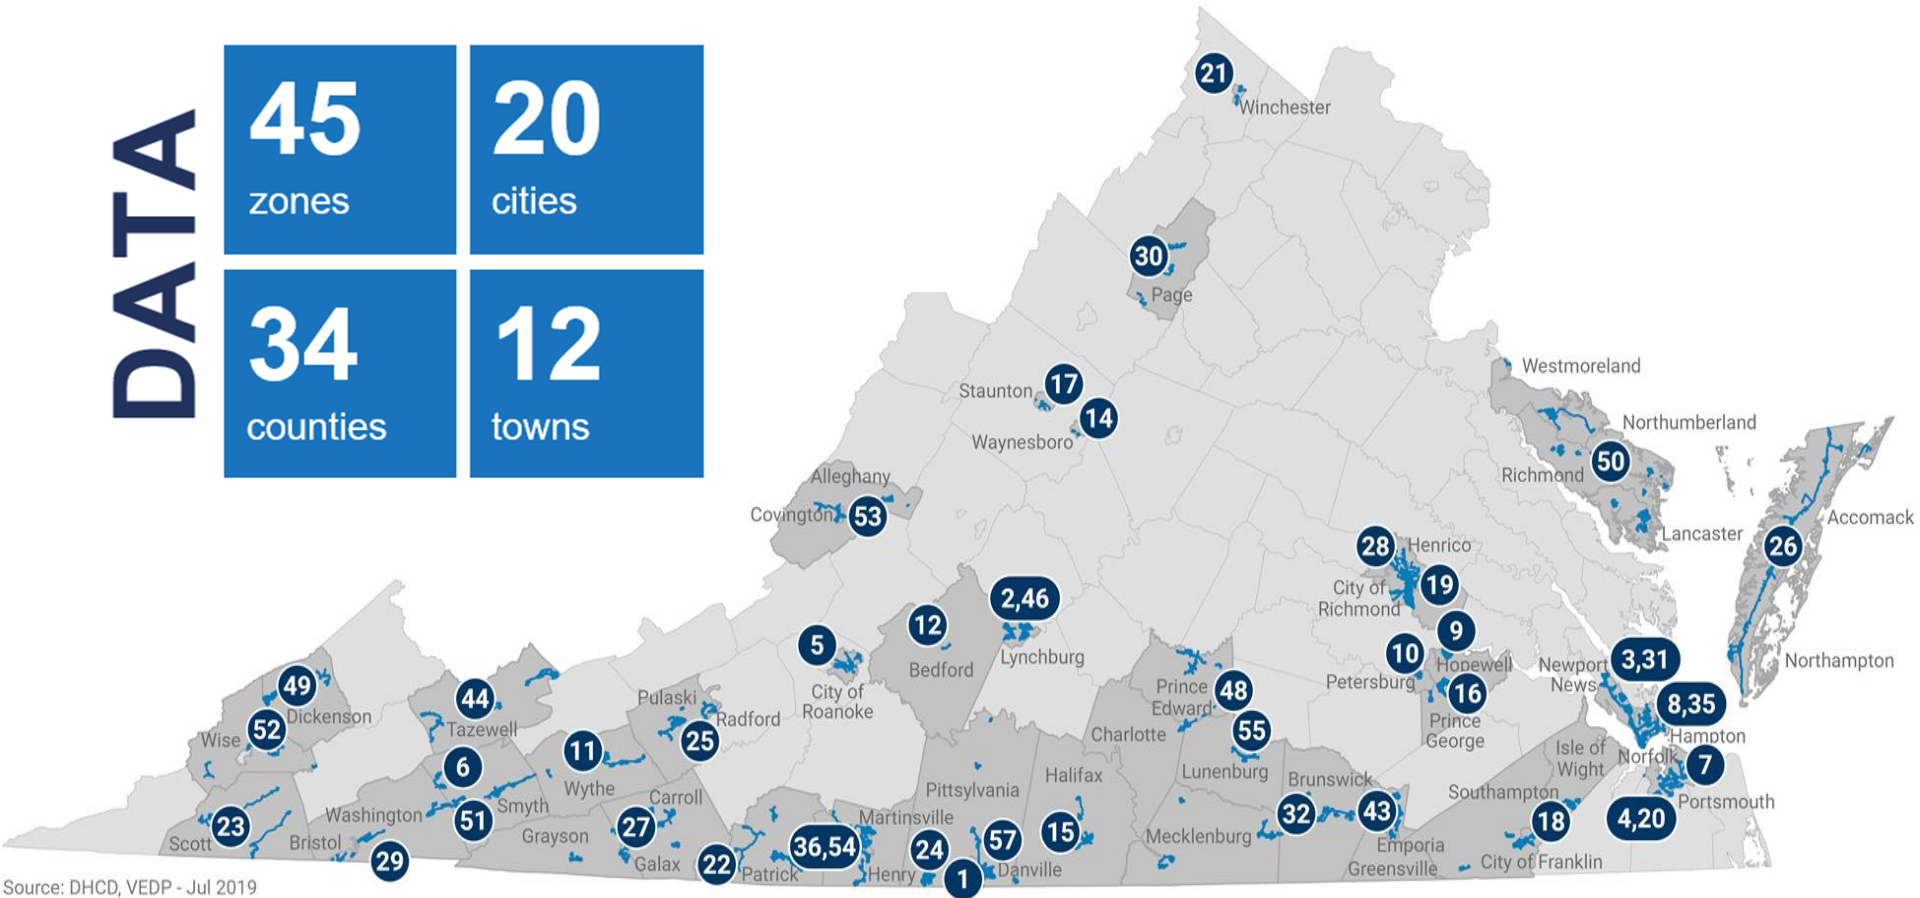 DATA
45
zones
20
cities
34
counties
12
towns
21
Winchester
30
Page
Staunton
17
14
Waynesboro
Westmoreland
Northumberland
Richmond
50
Lancaster
Accomack
26
Northampton
Alleghany
Covington
53
28
Henrico
City of
Richmond
19
9
10
Hopewell
Petersburg
16
Prince
George
Newport
News
3,31
8,35
Hampton
Norfolk
7
Portsmouth
4,20
Isle of
Wight
Southampton
18
City of Franklin
2,46
Lynchburg
12
Bedford
5
City of
Roanoke
Prince
Edward
48
55
Charlotte
Lunenburg
Brunswick
32
43
Mecklenburg
Emporia
Greensville
49
Dickenson
52
Wise
44
Tazewell
6
11
Wythe
Pulaski
Radford
25
Washington
51
Smyth
Carroll
23
Scott
Bristol
29
Grayson
27
Galax
22
Patrick
36,54
Martinsville
Henry
Pittsylvania
24
1
57
Danville
Halifax
15
Source: DHCD, VEDP - Jul 2019